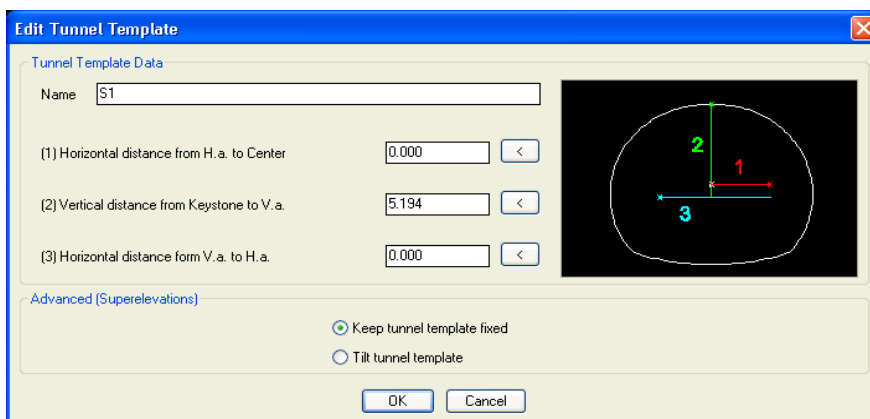 Edit Tunnel Template
Tunnel Template Data
Name S1
(1) Horizontal distance from H.a. to Center 0.000 <
(2) Vertical distance from Keystone to V.a. 5.194 <
(3) Horizontal distance form V.a. to H.a. 0.000 <
2
1
3
Advanced (Superelevations)
Keep tunnel template fixed
Tilt tunnel template
OK Cancel